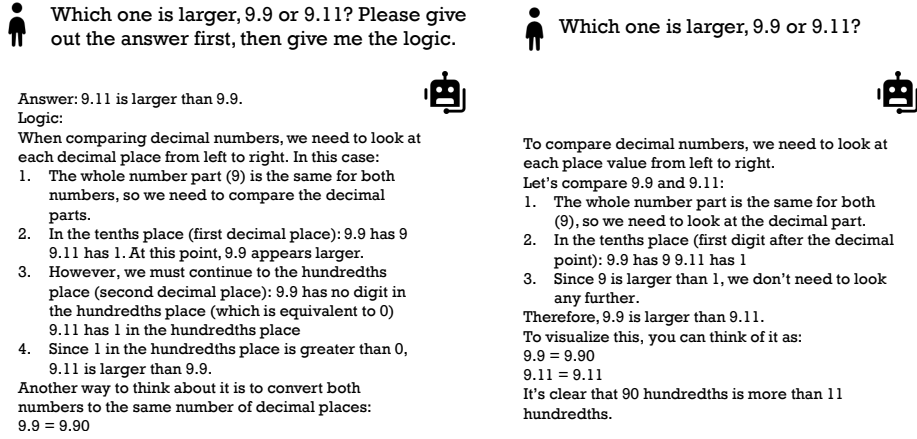 Which one is larger, 9.9 or 9.11? Please give
out the answer first, then give me the logic.
Answer: 9.11 is larger than 9.9.
Logic:
When comparing decimal numbers, we need to look at
each decimal place from left to right. In this case:
1. The whole number part (9) is the same for both
numbers, so we need to compare the decimal
parts.
2. In the tenths place (first decimal place): 9.9 has 9
9.11 has 1. At this point, 9.9 appears larger.
3. However, we must continue to the hundredths
place (second decimal place): 9.9 has no digit in
the hundredths place (which is equivalent to 0)
9.11 has 1 in the hundredths place
4. Since 1 in the hundredths place is greater than 0,
9.11 is larger than 9.9.
Another way to think about it is to convert both
numbers to the same number of decimal places:
9.9 = 9.90
Which one is larger, 9.9 or 9.11?
To compare decimal numbers, we need to look at
each place value from left to right.
Let's compare 9.9 and 9.11:
1. The whole number part is the same for both
(9), so we need to look at the decimal part.
2. In the tenths place (first digit after the decimal
point): 9.9 has 9 9.11 has 1
3. Since 9 is larger than 1, we don't need to look
any further.
Therefore, 9.9 is larger than 9.11.
To visualize this, you can think of it as:
9.9 = 9.90
9.11 = 9.11
It's clear that 90 hundredths is more than 11
hundredths.